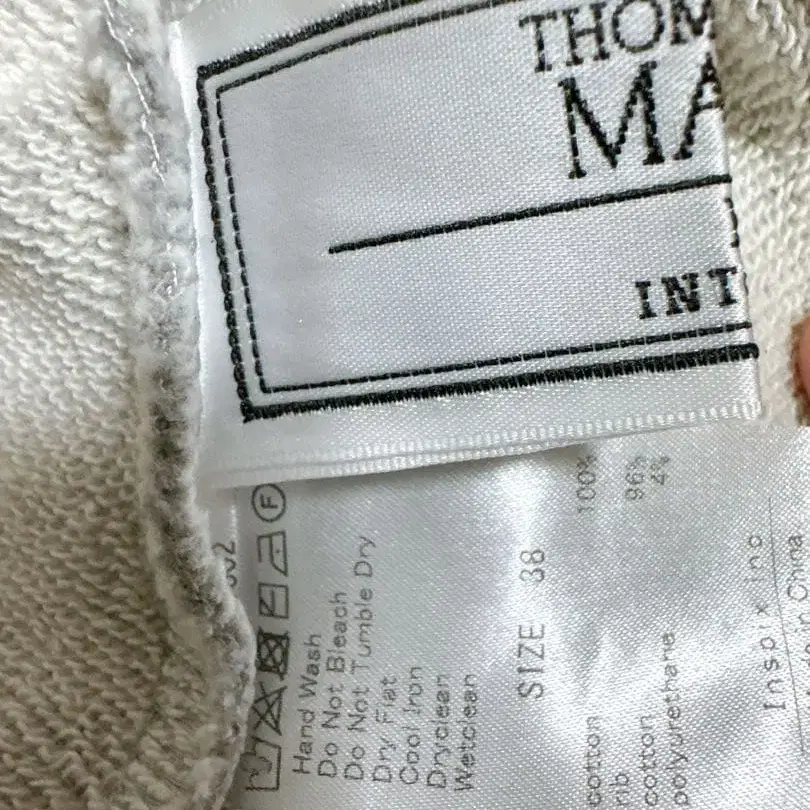 THOM
MA
INT
Hand Wash
Do Not Bleach
Do Not Tumble Dry
Dry Flat
Cool Iron
Dryclean
Wetclean
SIZE 38
cotton 100%
rib
cotton 96%
polyurethane 4%
Inspix inc
in China
F